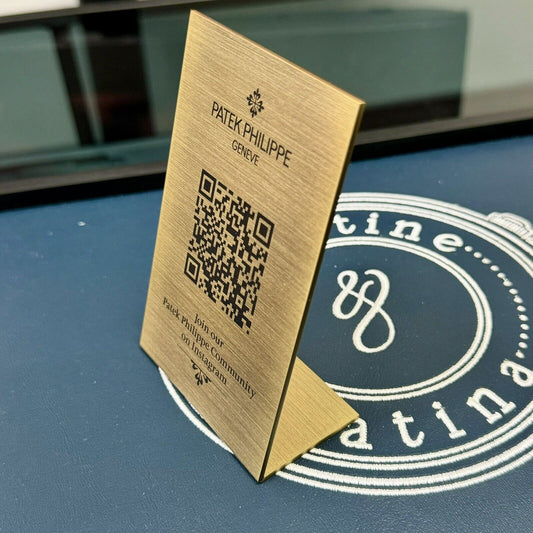 PATEK PHILIPPE
GENEVE
Join our
Patek Philippe Community
on Instagram
tine
&
atina